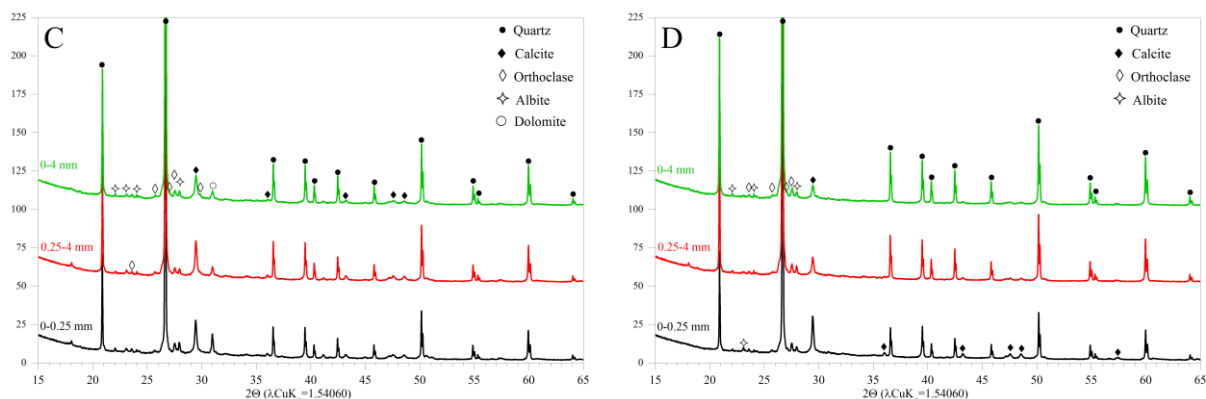 C
225
200
175
150
125
100
75
50
25
0
Quartz
Calcite
Orthoclase
Albite
Dolomite
0-4 mm
0.25-4 mm
0-0.25 mm
15 20 25 30 35 40 45 50 55 60 65
2Θ (λCuK_=1.54060)
D
225
200
175
150
125
100
75
50
25
0
Quartz
Calcite
Orthoclase
Albite
0-4 mm
0.25-4 mm
0-0.25 mm
15 20 25 30 35 40 45 50 55 60 65
2Θ (λCuK_=1.54060)